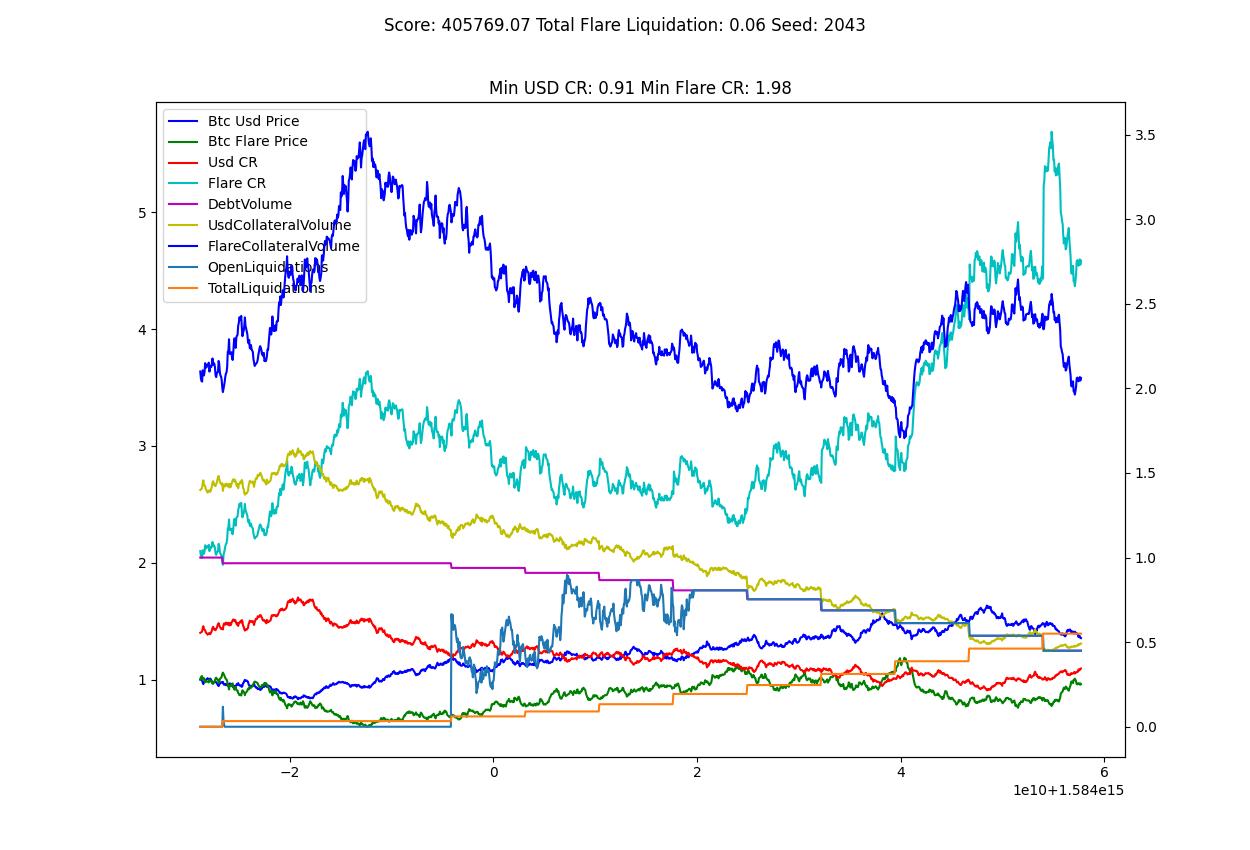 Score: 405769.07 Total Flare Liquidation: 0.06 Seed: 2043
Min USD CR: 0.91 Min Flare CR: 1.98
Btc Usd Price
Btc Flare Price
Usd CR
Flare CR
DebtVolume
UsdCollateralVolume
FlareCollateralVolume
OpenLiquidations
TotalLiquidations
5
4
3
2
1
3.5
3.0
2.5
2.0
1.5
1.0
0.5
0.0
−2 0 2 4 6
1e10+1.584e15